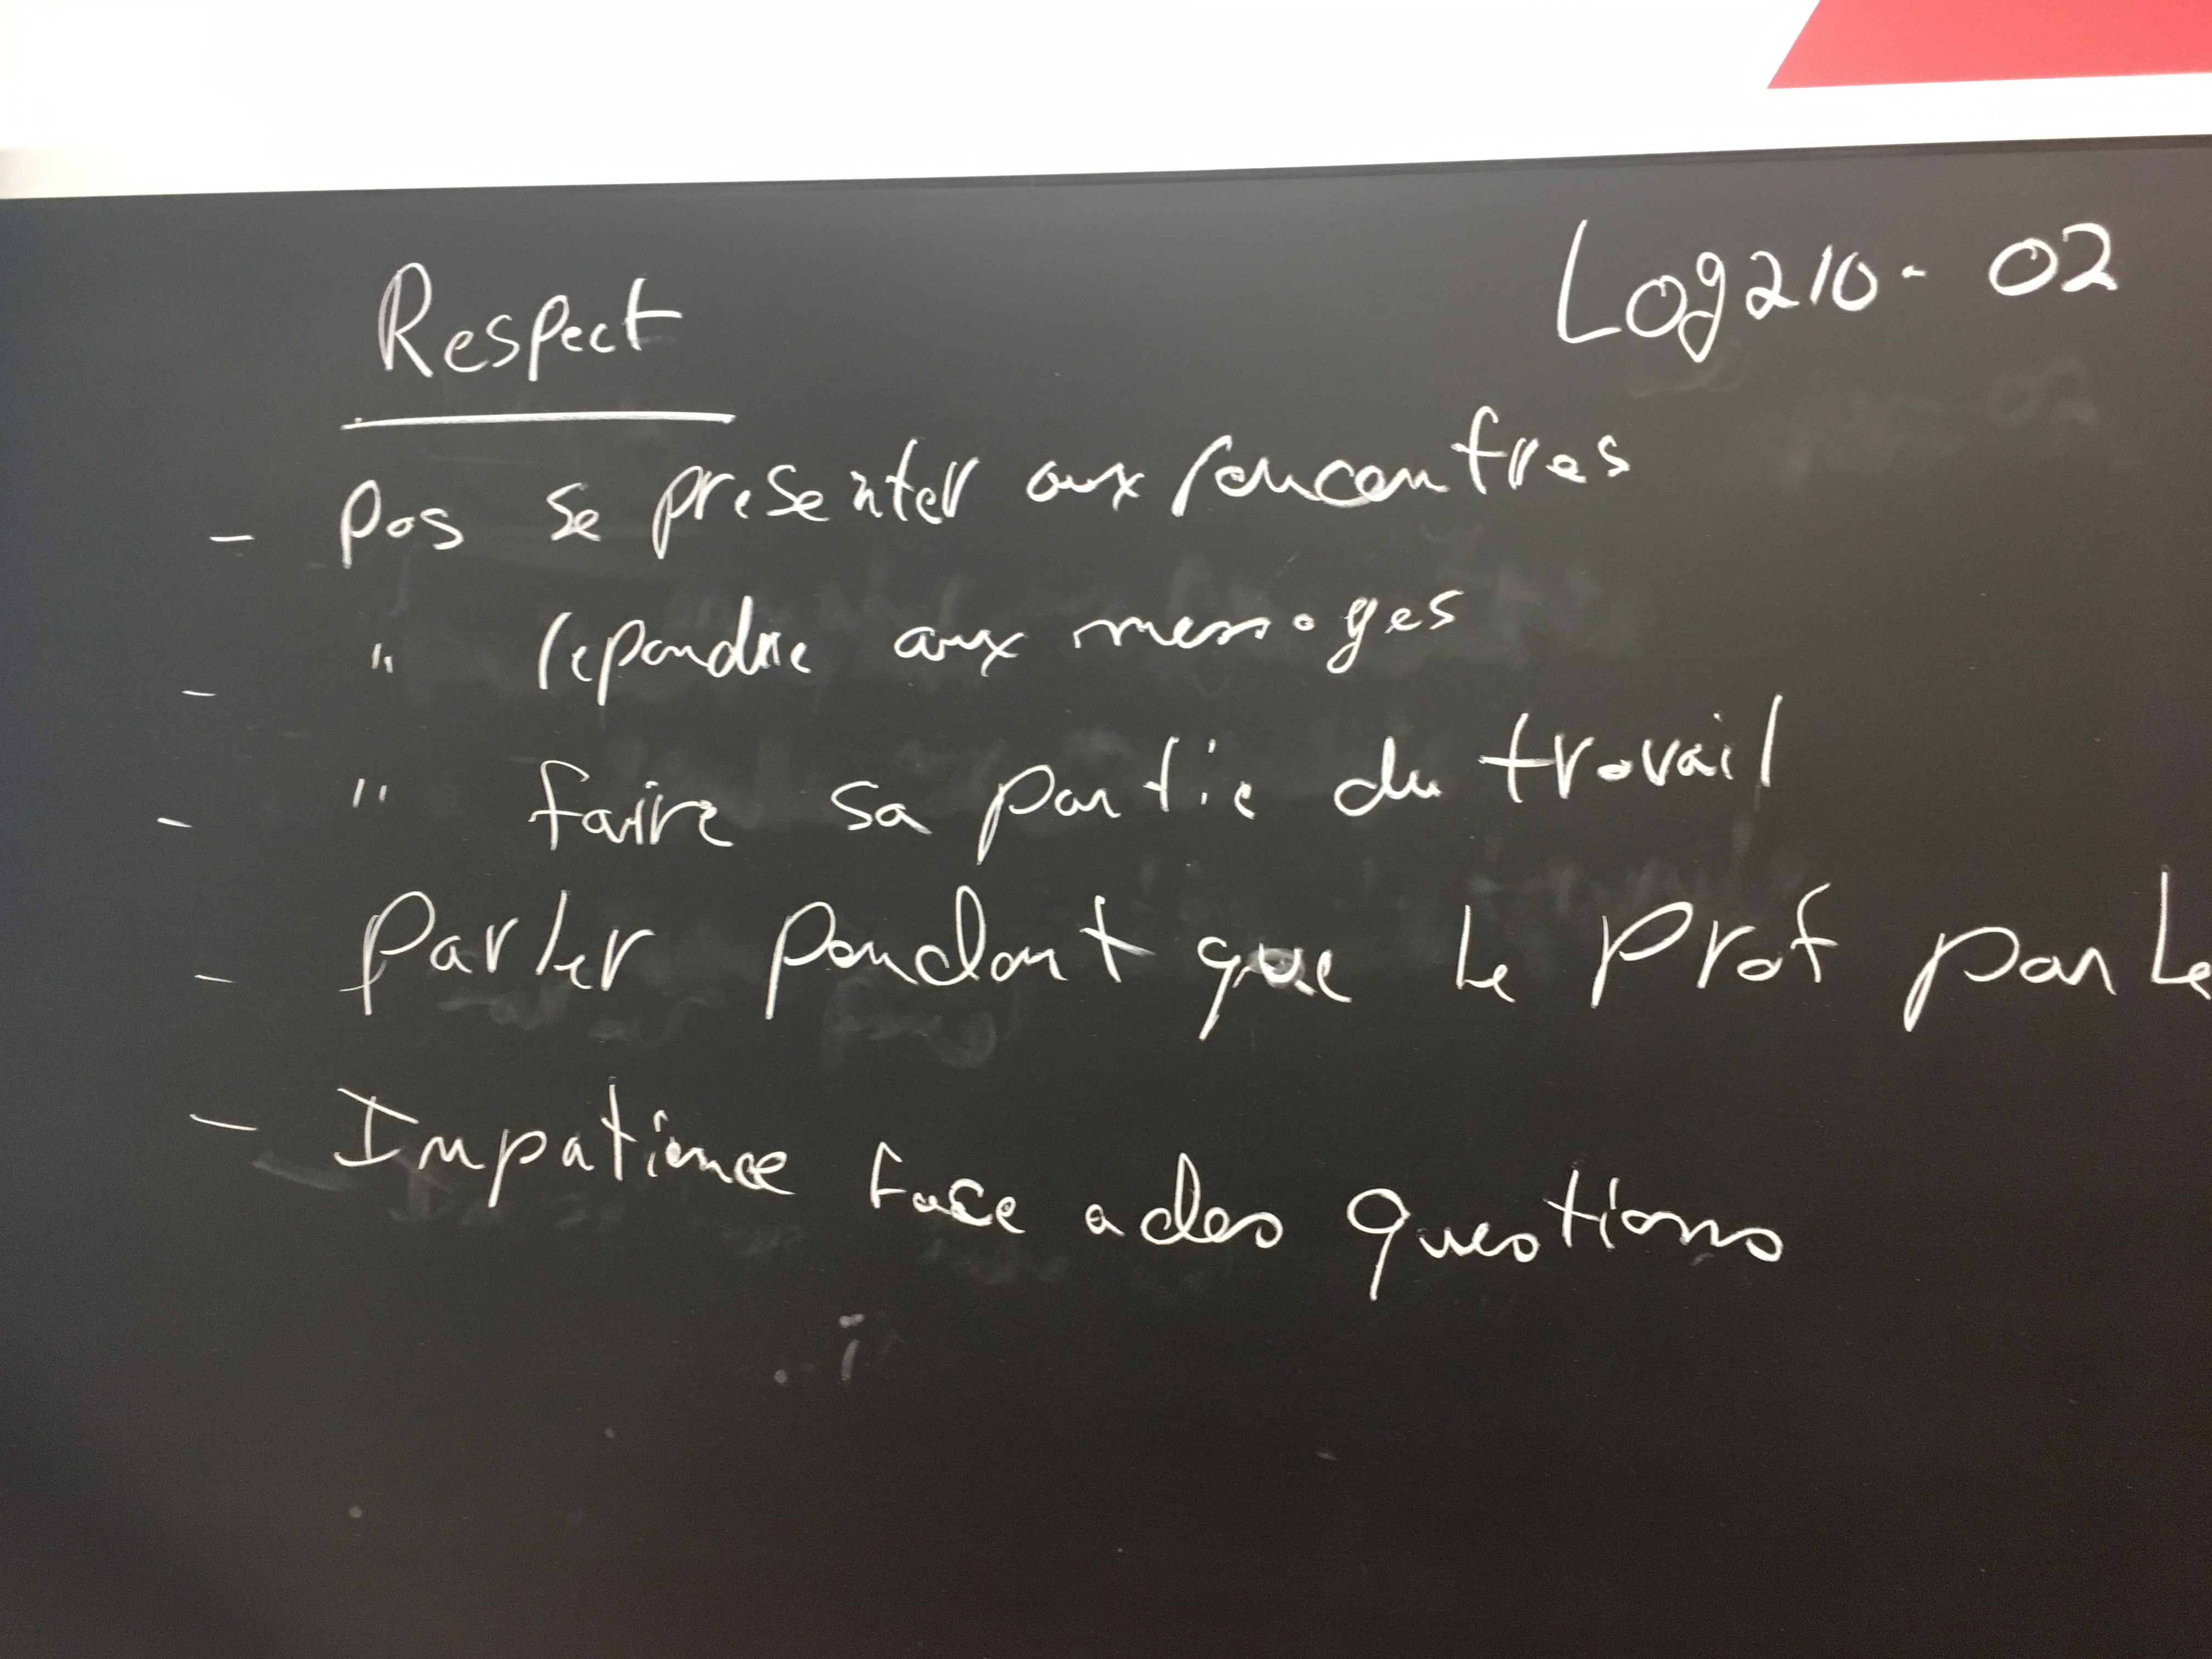 Respect
Log210-02
- Pas se presenter aux rencontres
- " repondre aux messages
- " faire sa partie du travail
- Parler pendant que le Prof parle
- Impatience face a des questions